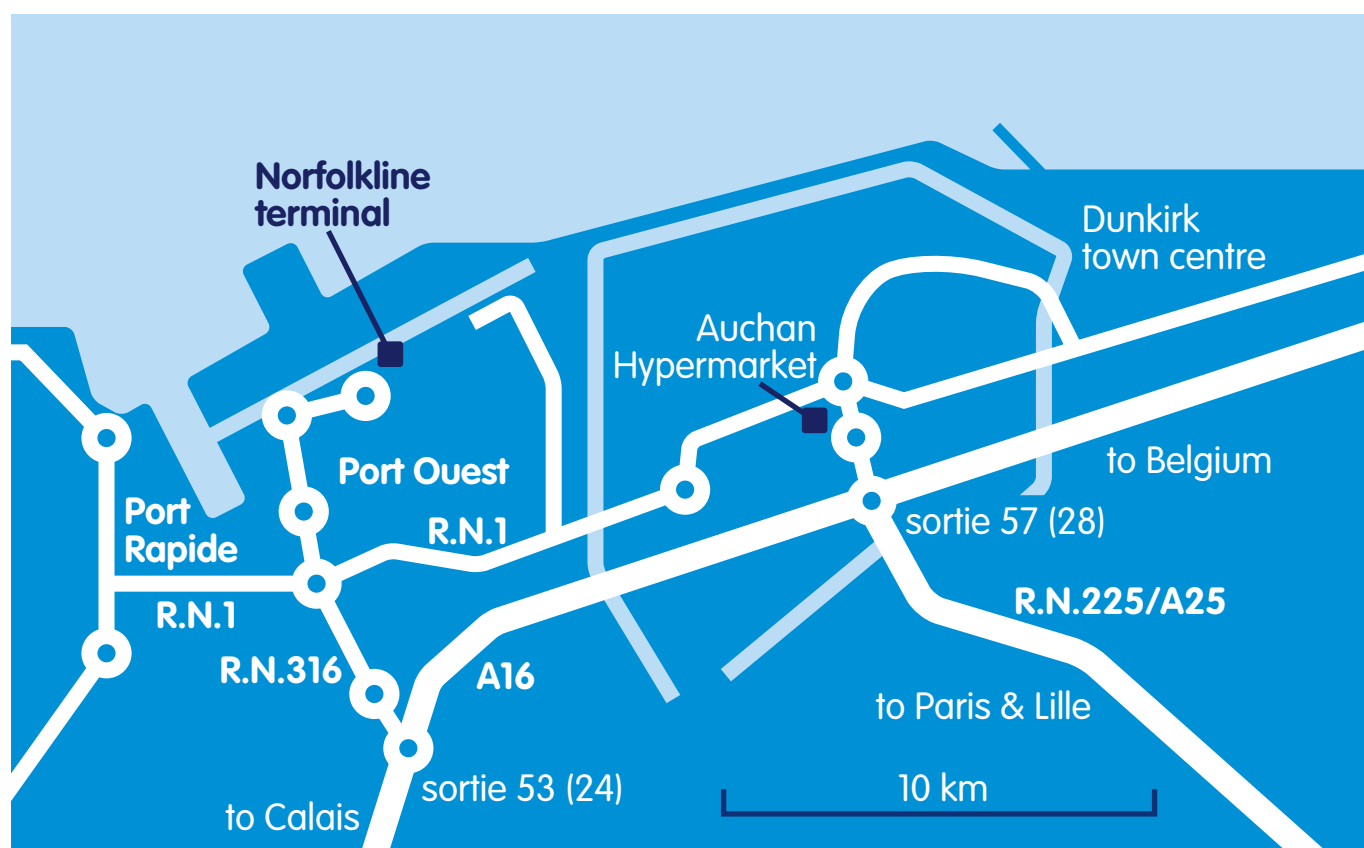 Norfolkline
terminal
Dunkirk
town centre
Auchan
Hypermarket
Port Ouest
to Belgium
Port
Rapide
R.N.1
sortie 57 (28)
R.N.1
R.N.225/A25
R.N.316
A16
to Paris & Lille
sortie 53 (24)
10 km
to Calais